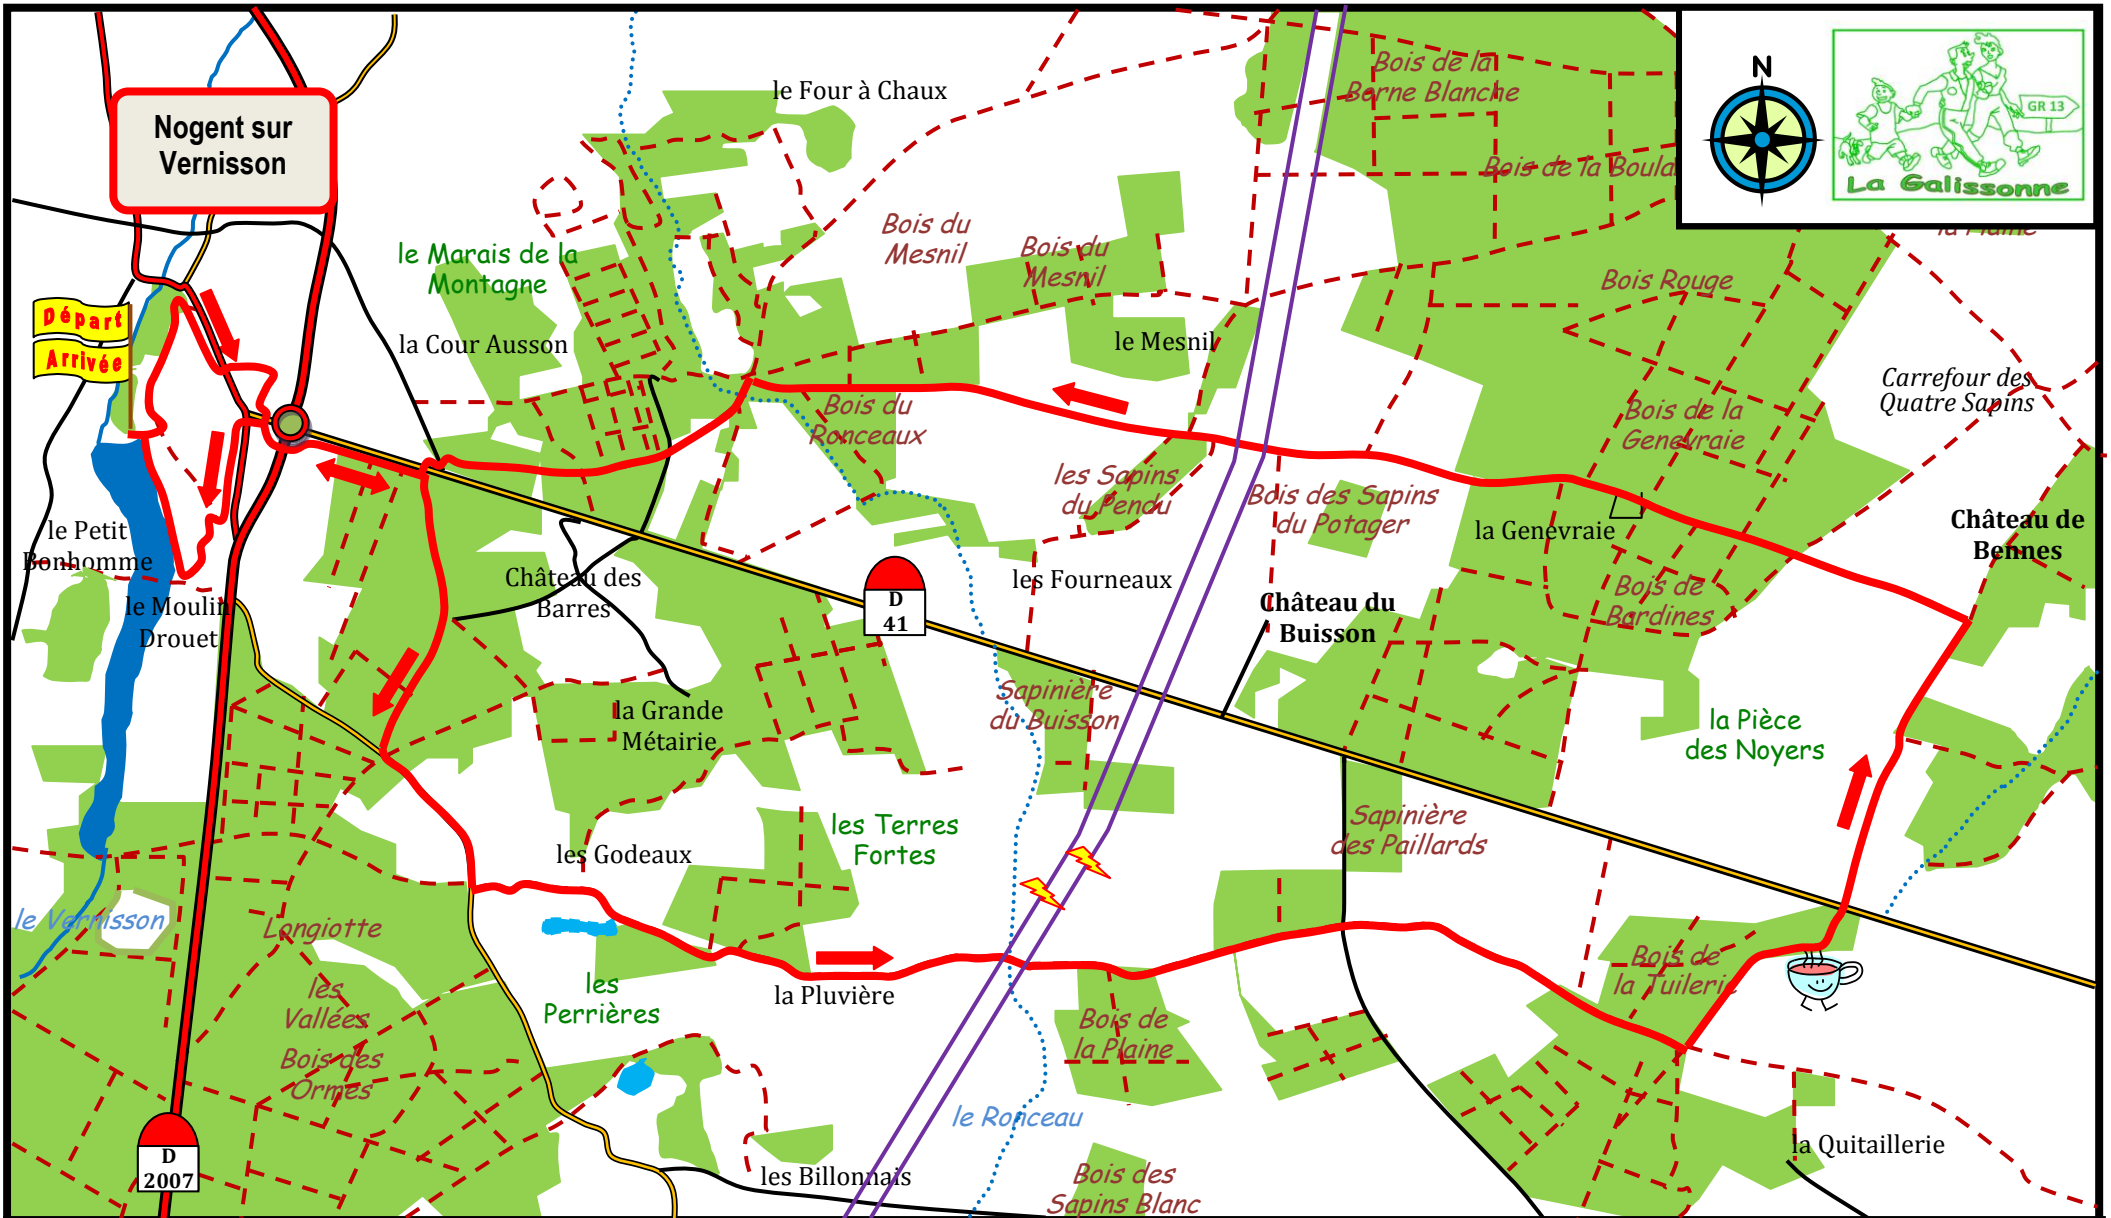 Nogent sur
Vernisson
le Four à Chaux
Bois de la
Borne Blanche
N
GR 13
La Galissonne
Bois de la Boula
la Plaine
le Marais de la
Montagne
Bois du
Mesnil
Bois du
Mesnil
Bois Rouge
Départ
Arrivée
la Cour Ausson
le Mesnil
Carrefour des
Quatre Sapins
Bois du
Ronceaux
Bois de la
Genevraie
les Sapins
du Pendu
Bois des Sapins
du Potager
la Genevraie
Château de
Bennes
le Petit
Bonhomme
le Moulin
Drouet
Château des
Barres
D
41
les Fourneaux
Château du
Buisson
Bois de
Bardines
la Grande
Métairie
Sapinière
du Buisson
la Pièce
des Noyers
les Terres
Fortes
Sapinière
des Paillards
les Godeaux
le Vernisson
Longiotte
les
Vallées
les
Perrières
la Pluvière
Bois de
la Tuilerie
Bois des
Ormes
Bois de
la Plaine
le Ronceau
D
2007
les Billonnais
Bois des
Sapins Blanc
la Quitaillerie